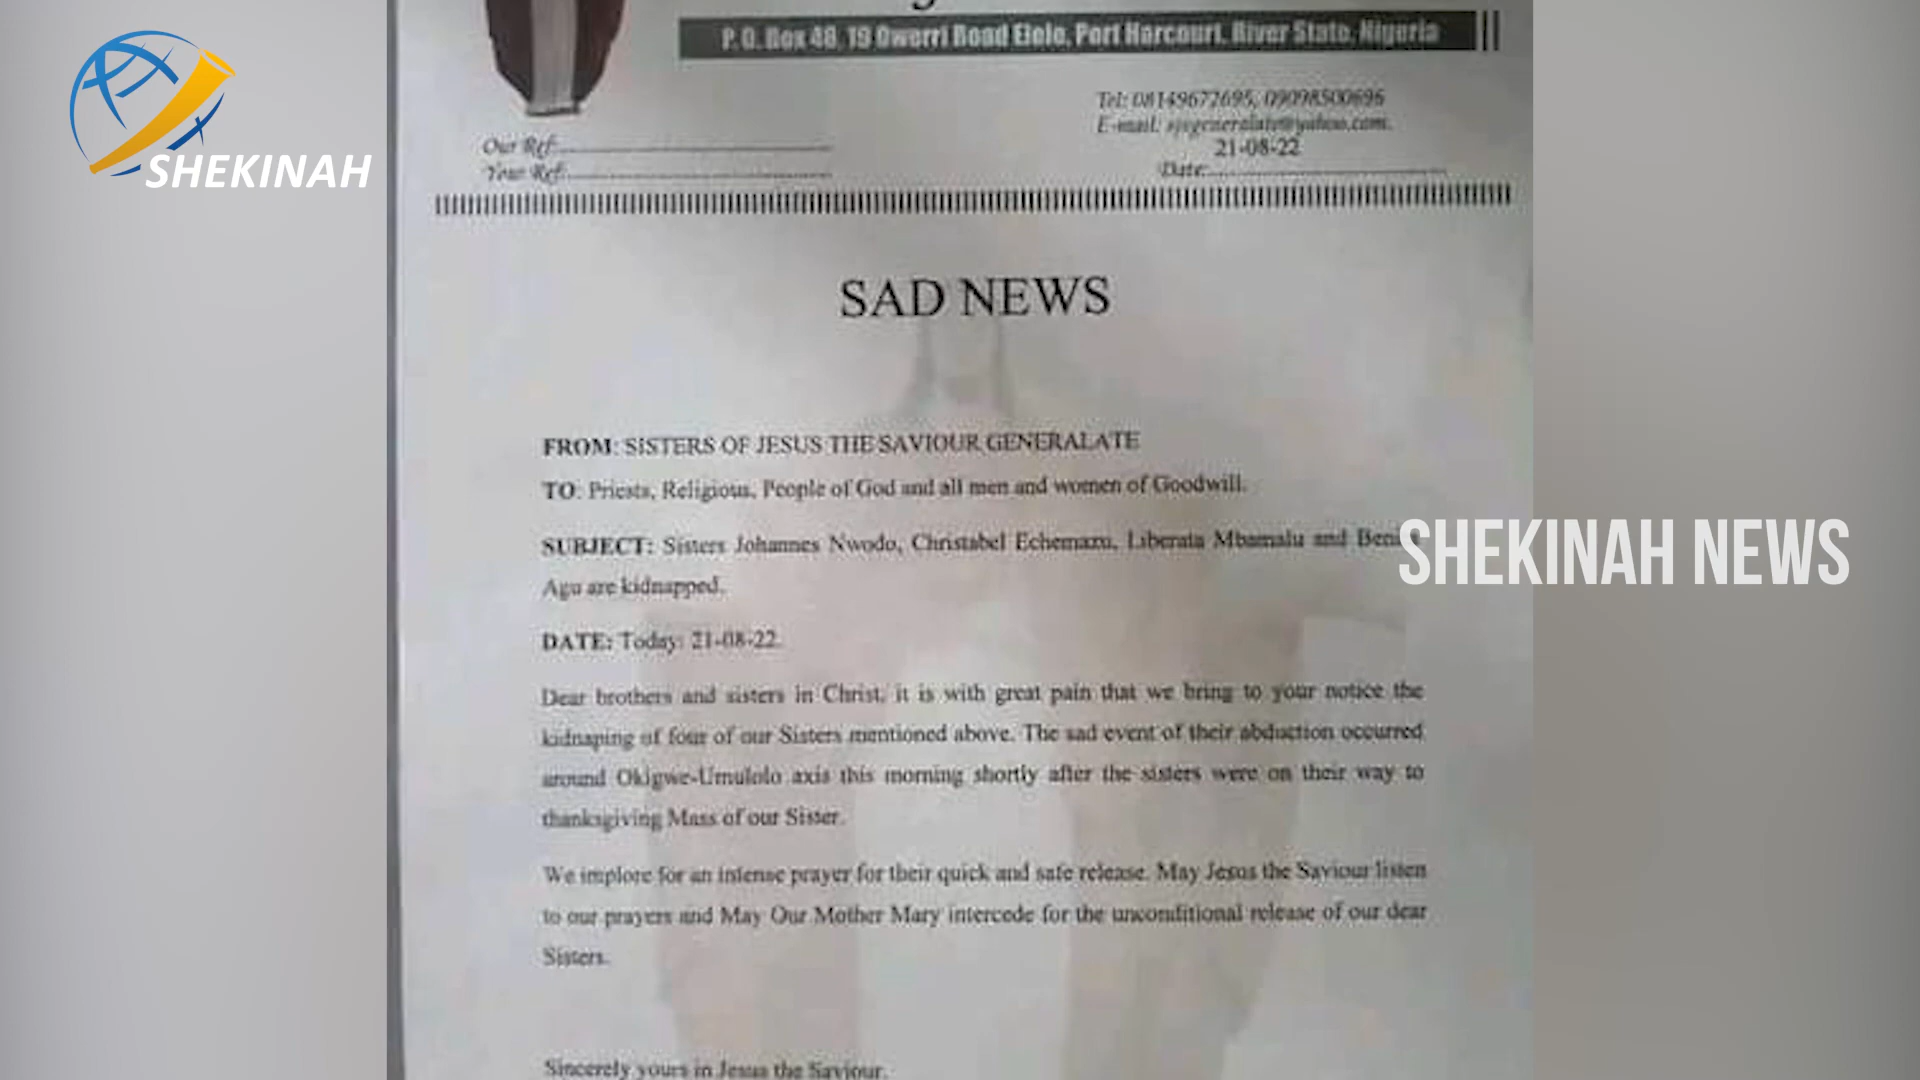 SHEKINAH
P. O. Box 48, 19 Owerri Road Elele, Port Harcourt, River State, Nigeria
Tel: 08149672695, 09098500696
E-mail: sjsgeneralate@yahoo.com.
Our Ref:
21-08-22
Your Ref:
Date:
SAD NEWS
FROM: SISTERS OF JESUS THE SAVIOUR GENERALATE
TO: Priests, Religious, People of God and all men and women of Goodwill.
SUBJECT: Sisters Johannes Nwodo, Christabel Echemazu, Liberata Mbamalu and
Agu are kidnapped.
SHEKINAH NEWS
DATE: Today: 21-08-22.
Dear brothers and sisters in Christ, it is with great pain that we bring to your notice the
kidnaping of four of our Sisters mentioned above. The sad event of their abduction occurred
around Okigwe-Umulolo axis this morning shortly after the sisters were on their way to
thanksgiving Mass of our Sister.
We implore for an intense prayer for their quick and safe release. May Jesus the Saviour listen
to our prayers and May Our Mother Mary intercede for the unconditional release of our dear
Sisters.
Sincerely yours in Jesus the Saviour.